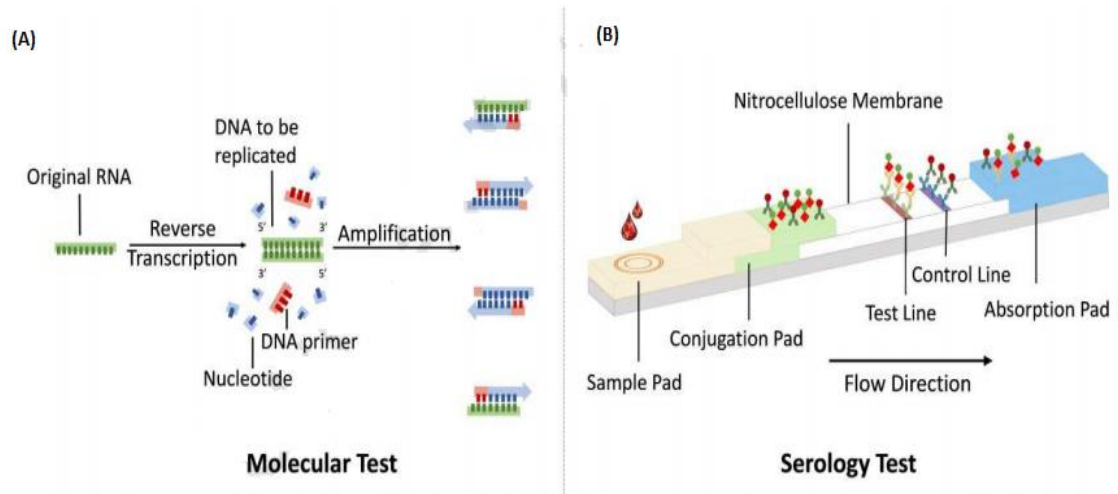 (A)
Original RNA
Reverse
Transcription
DNA to be
replicated
5'
3'
3'
5'
DNA primer
Nucleotide
Amplification
Molecular Test
(B)
Nitrocellulose Membrane
Control Line
Test Line
Absorption Pad
Conjugation Pad
Sample Pad
Flow Direction
Serology Test